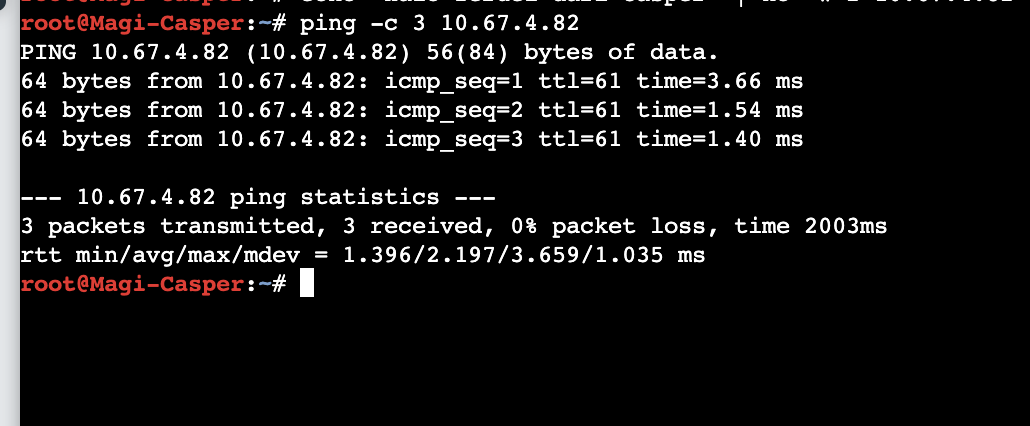 root@Magi-Casper:~# ping -c 3 10.67.4.82
PING 10.67.4.82 (10.67.4.82) 56(84) bytes of data.
64 bytes from 10.67.4.82: icmp_seq=1 ttl=61 time=3.66 ms
64 bytes from 10.67.4.82: icmp_seq=2 ttl=61 time=1.54 ms
64 bytes from 10.67.4.82: icmp_seq=3 ttl=61 time=1.40 ms
--- 10.67.4.82 ping statistics ---
3 packets transmitted, 3 received, 0% packet loss, time 2003ms
rtt min/avg/max/mdev = 1.396/2.197/3.659/1.035 ms
root@Magi-Casper:~#